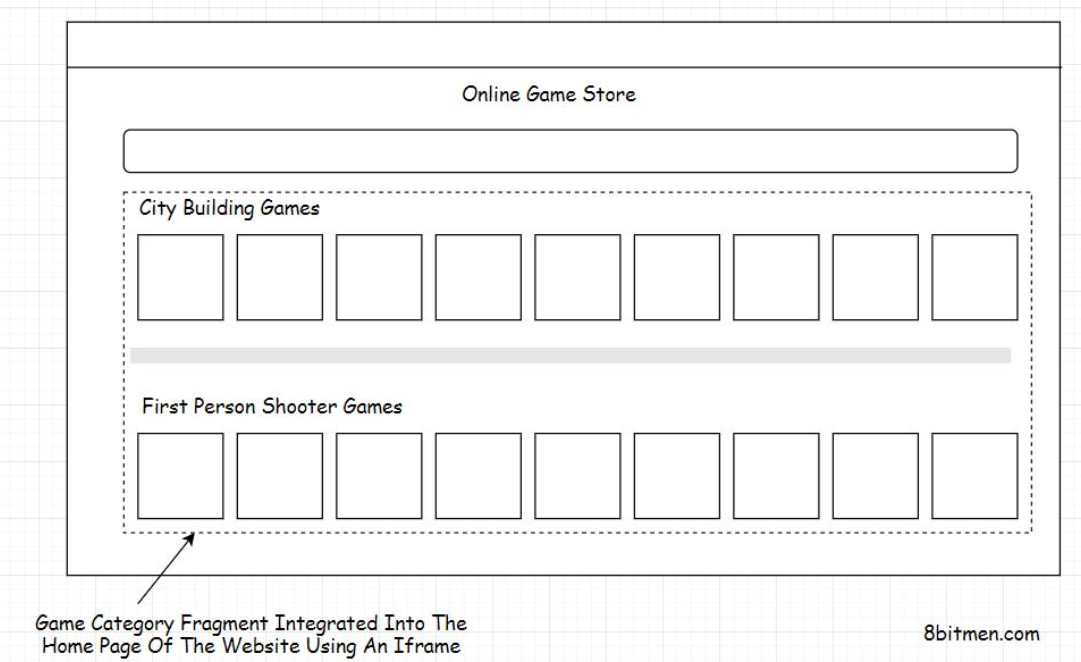 Online Game Store
City Building Games
First Person Shooter Games
Game Category Fragment Integrated Into The
Home Page Of The Website Using An Iframe
8bitmen.com